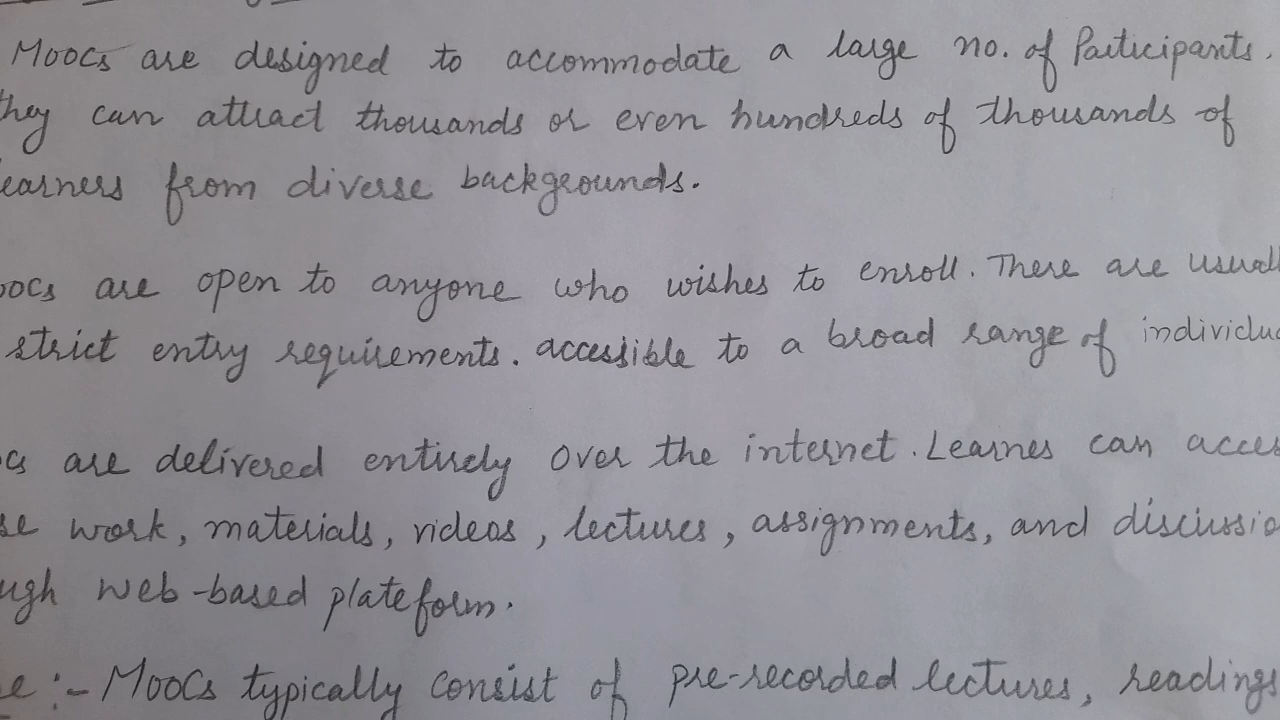 Moocs are designed to accommodate a large no. of Participants.
they can attract thousands or even hundreds of thousands of
earners from diverse backgrounds.
oocs are open to anyone who wishes to enroll. There are usuall
strict entry requirements. accessible to a broad range of individua
cs are delivered entirely over the internet. Learnes can acces
se work, materials, videos, lectures, assignments, and discussio
ugh web-based plateform.
e :- Moocs typically consist of pre-recorded lectures, readings